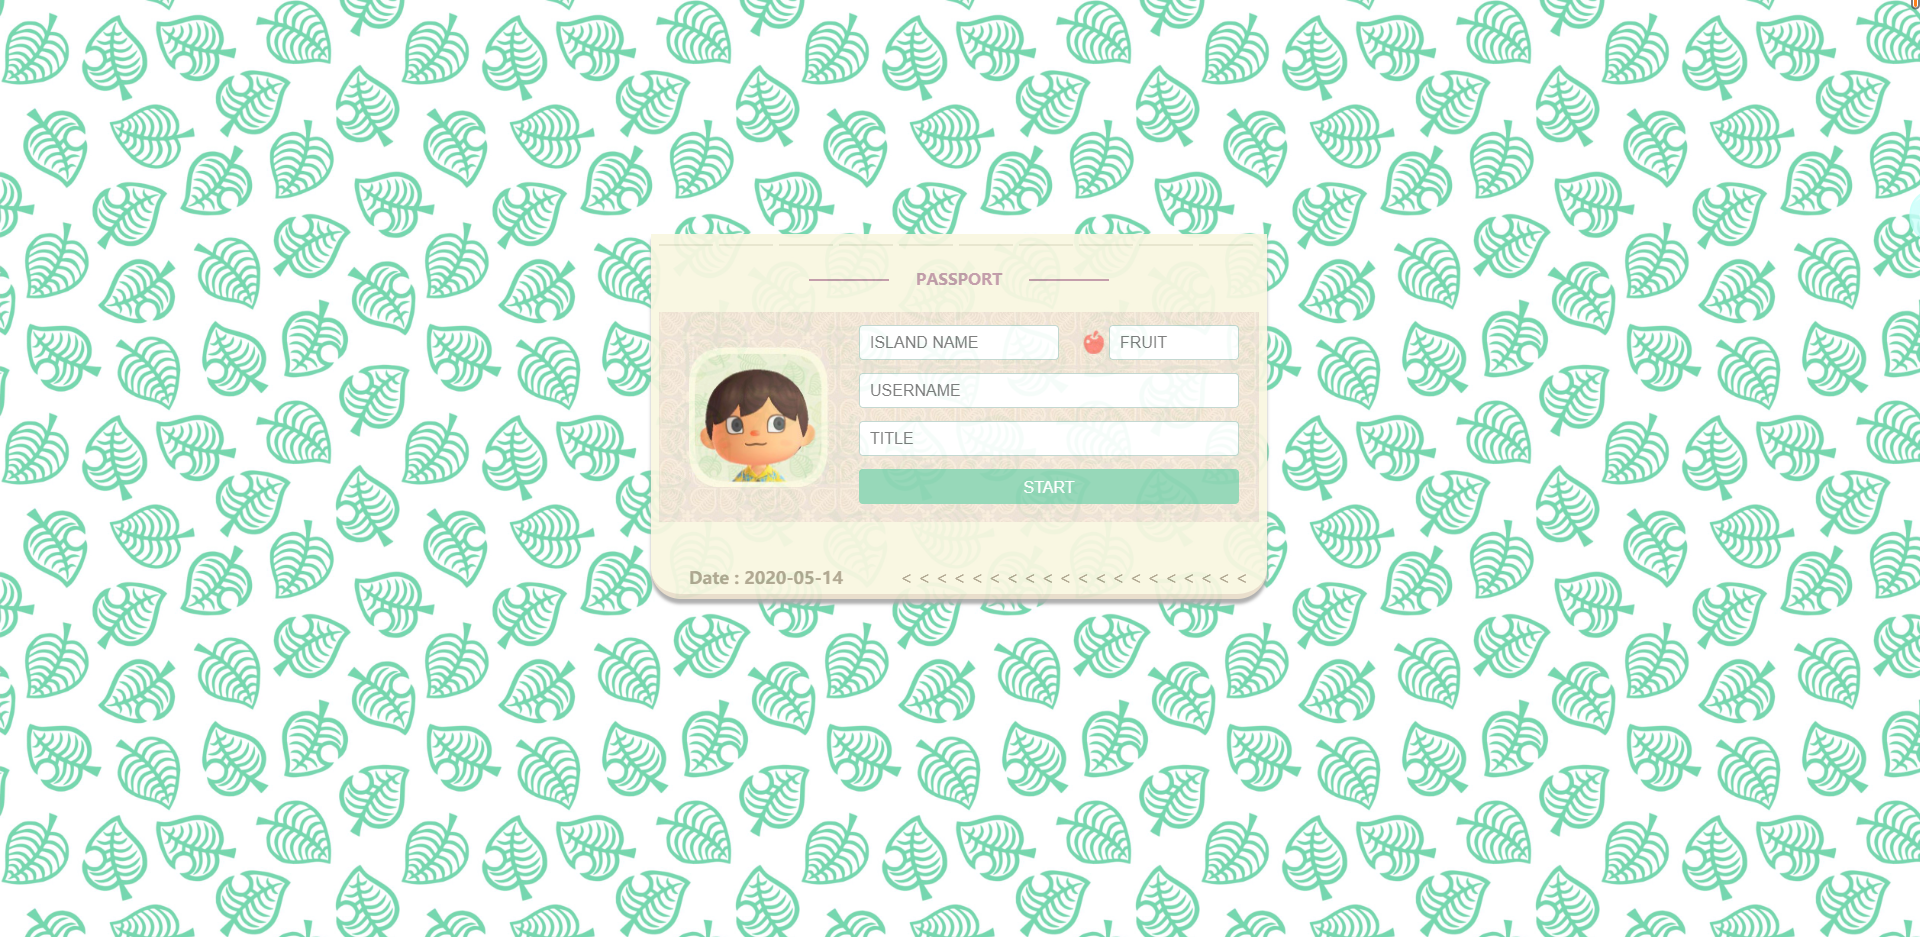 PASSPORT
ISLAND NAME
FRUIT
USERNAME
TITLE
START
Date : 2020-05-14
< < < < < < < < < < < < < < < < < < < <